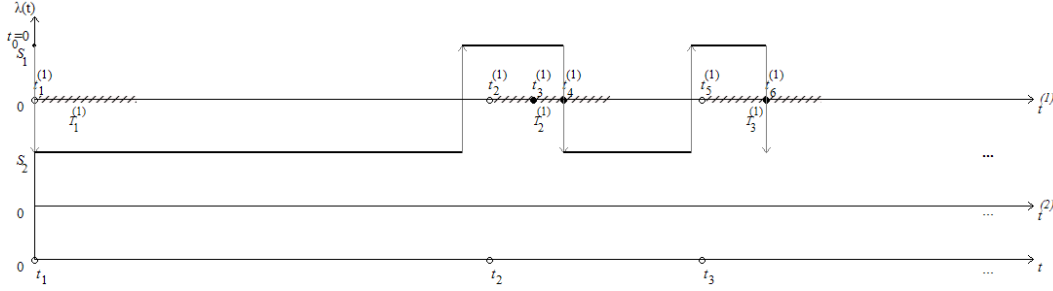 λ(t)
t₀=0
S₁
t₁⁽¹⁾ t₂⁽¹⁾ t₃⁽¹⁾ t₄⁽¹⁾ t₅⁽¹⁾ t₆⁽¹⁾
0 t⁽¹⁾
T₁⁽¹⁾ T₂⁽¹⁾ T₃⁽¹⁾
S₂ ...
0 ... t⁽²⁾
0 t₁ t₂ t₃ ... t